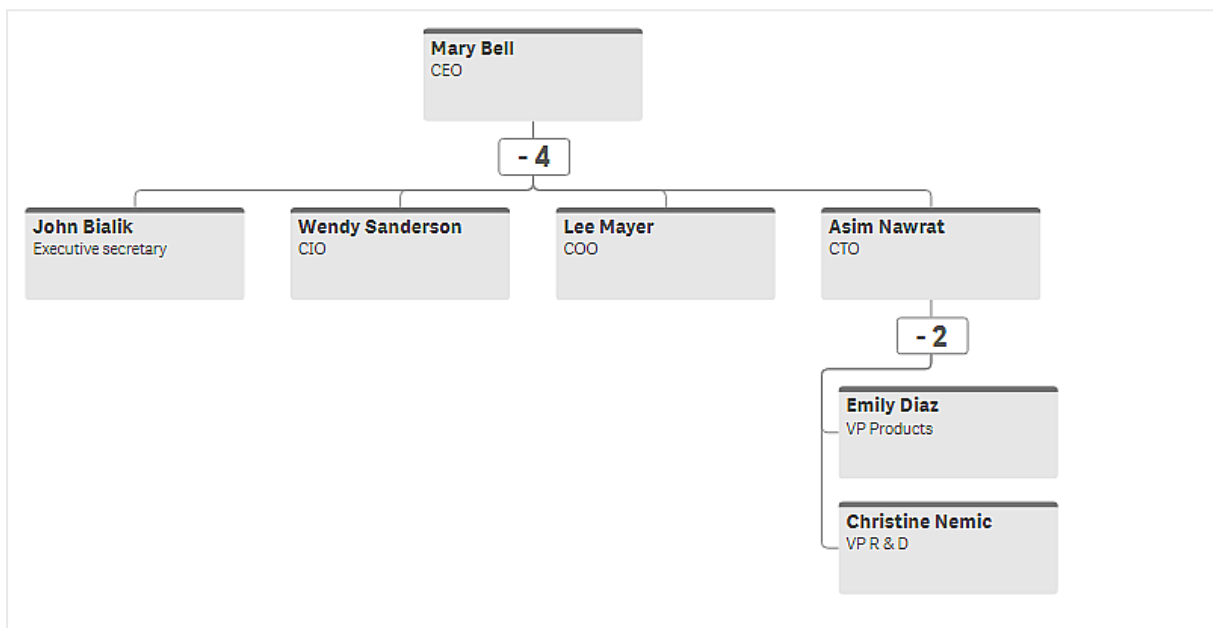 Mary Bell
CEO
- 4
John Bialik
Executive secretary
Wendy Sanderson
CIO
Lee Mayer
COO
Asim Nawrat
CTO
- 2
Emily Diaz
VP Products
Christine Nemic
VP R & D